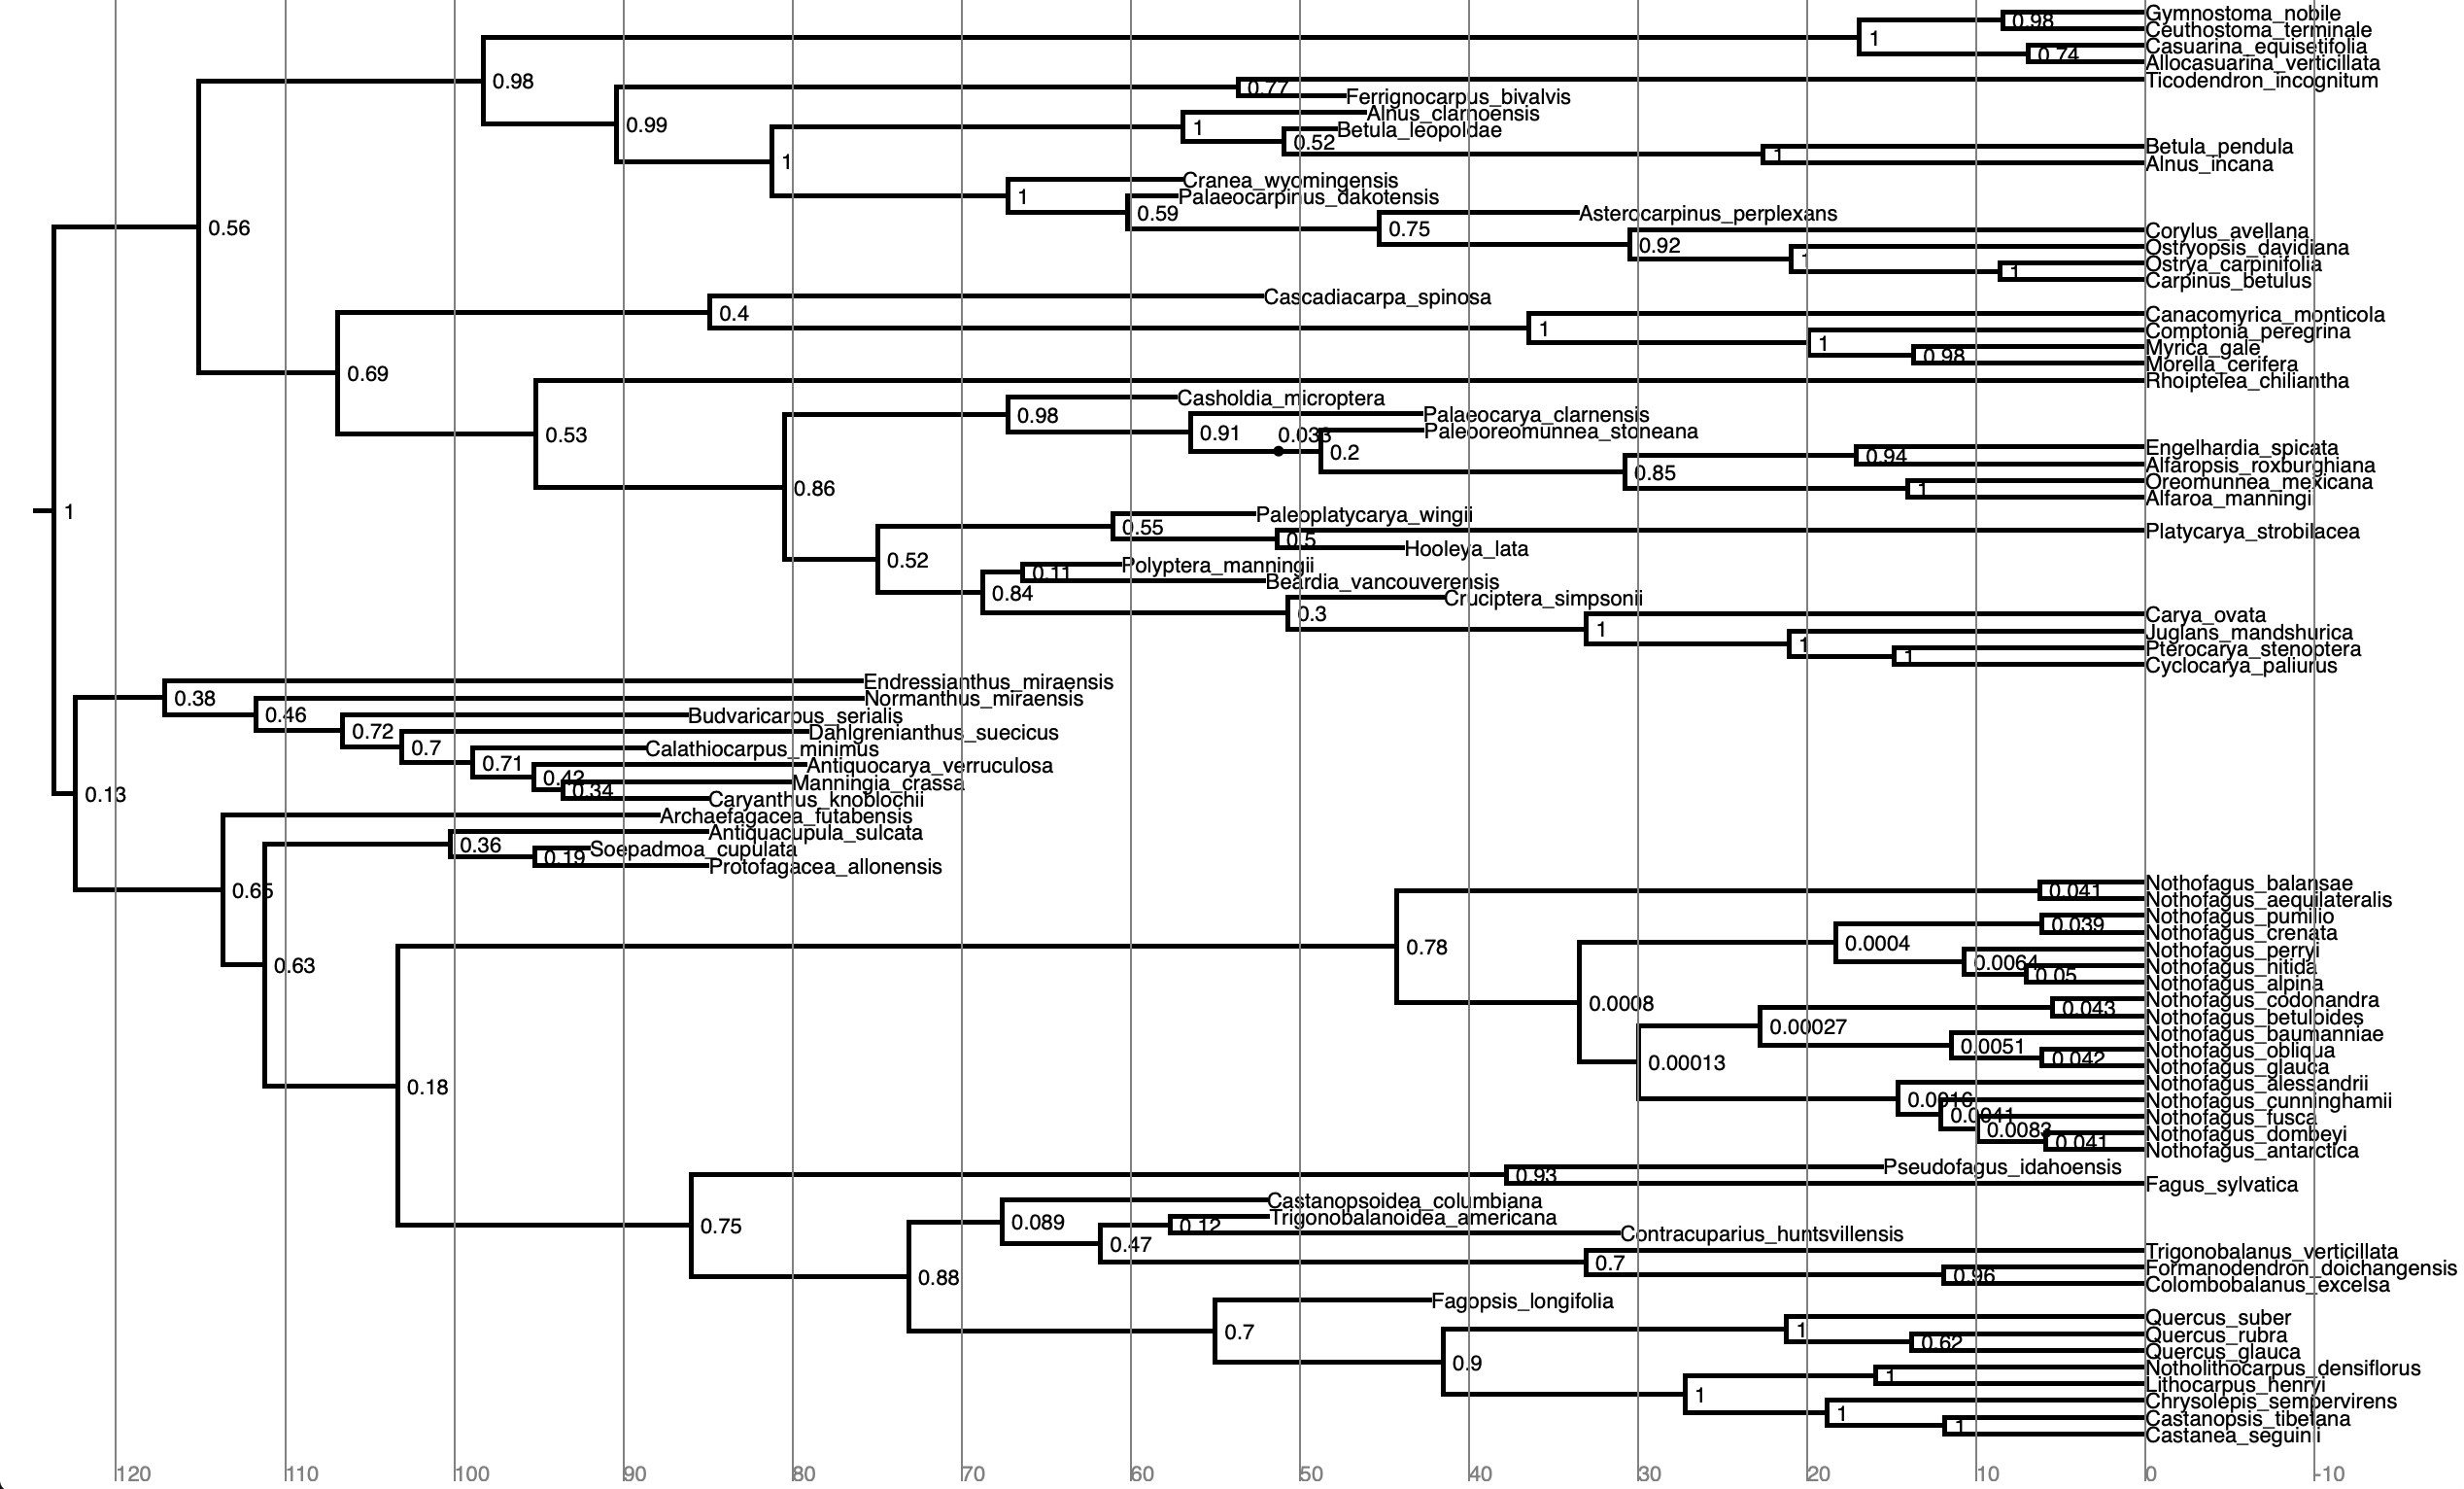 Gymnostoma_nobile
0.98
Ceuthostoma_terminale
1
Casuarina_equisetifolia
0.74
Allocasuarina_verticillata
0.98
Ticodendron_incognitum
0.77
Ferrignocarpus_bivalvis
Alnus_clarnoensis
0.99
1
Betula_leopoldae
0.52
Betula_pendula
1
Alnus_incana
1
Cranea_wyomingensis
1
Palaeocarpinus_dakotensis
0.59
Asterocarpinus_perplexans
0.56
0.75
Corylus_avellana
0.92
Ostryopsis_davidiana
1
Ostrya_carpinifolia
1
Carpinus_betulus
Cascadiacarpa_spinosa
0.4
Canacomyrica_monticola
1
Comptonia_peregrina
1
Myrica_gale
0.98
Morella_cerifera
0.69
Rhoiptelea_chiliantha
Casholdia_microptera
0.98
Palaeocarya_clarnensis
0.53
0.91
0.033
Paleooreomunnea_stoneana
0.2
Engelhardia_spicata
0.94
Alfaropsis_roxburghiana
0.85
Oreomunnea_mexicana
1
Alfaroa_manningi
0.86
1
Paleoplatycarya_wingii
0.55
Platycarya_strobilacea
0.5
Hooleya_lata
0.52
Polyptera_manningii
0.11
Beardia_vancouverensis
0.84
Cruciptera_simpsonii
0.3
Carya_ovata
1
Juglans_mandshurica
1
Pterocarya_stenoptera
1
Cyclocarya_paliurus
Endressianthus_miraensis
0.38
Normanthus_miraensis
0.46
Budvaricarpus_serialis
0.72
Dahlgrenianthus_suecicus
0.7
Calathiocarpus_minimus
0.71
Antiquocarya_verruculosa
0.42
Manningia_crassa
0.34
Caryanthus_knoblochii
0.13
Archaefagacea_futabensis
Antiquacupula_sulcata
0.36
Soepadmoa_cupulata
0.19
Protofagacea_allonensis
0.65
Nothofagus_balansae
0.041
Nothofagus_aequilateralis
Nothofagus_pumilio
0.039
Nothofagus_crenata
0.78
0.0004
Nothofagus_perryi
0.0064
Nothofagus_nitida
0.05
Nothofagus_alpina
0.63
0.0008
Nothofagus_codonandra
0.043
Nothofagus_betuloides
0.00027
Nothofagus_baumanniae
0.0051
Nothofagus_obliqua
0.042
Nothofagus_glauca
0.00013
Nothofagus_alessandrii
0.18
0.0016
Nothofagus_cunninghamii
0.0041
Nothofagus_fusca
0.0083
Nothofagus_dombeyi
0.041
Nothofagus_antarctica
Pseudofagus_idahoensis
0.93
Fagus_sylvatica
Castanopsoidea_columbiana
0.75
0.089
Trigonobalanoidea_americana
0.12
Contracuparius_huntsvillensis
0.47
Trigonobalanus_verticillata
0.7
Formanodendron_doichangensis
0.96
Colombobalanus_excelsa
0.88
Fagopsis_longifolia
0.7
Quercus_suber
1
Quercus_rubra
0.62
Quercus_glauca
0.9
Notholithocarpus_densiflorus
1
Lithocarpus_henryi
1
Chrysolepis_sempervirens
1
Castanopsis_tibetana
1
Castanea_seguinii
120 110 100 90 80 70 60 50 40 30 20 10 0 -10